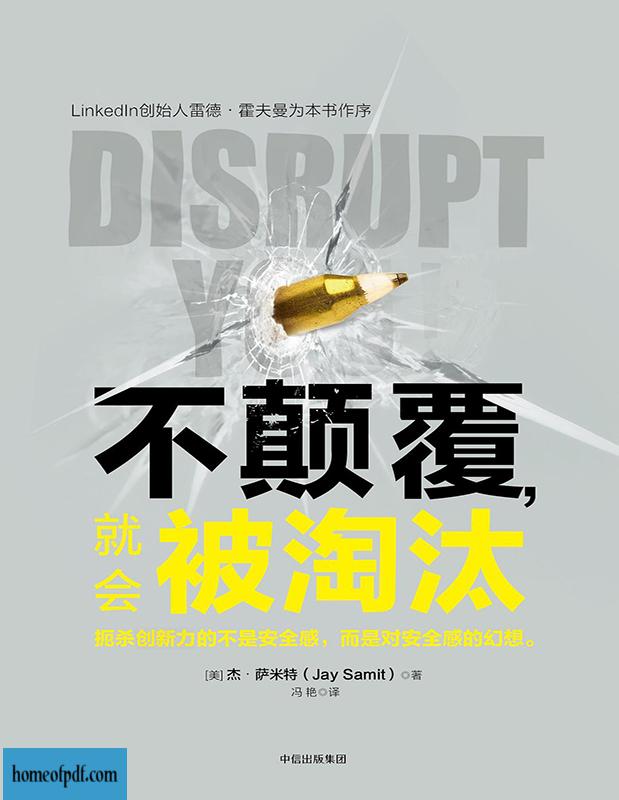 LinkedIn创始人雷德·霍夫曼为本书作序
DISRUPT
YOU!
不颠覆,
就会
被淘汰
扼杀创新力的不是安全感，而是对安全感的幻想。
[美]杰·萨米特（Jay Samit）◎著
冯艳◎译
中信出版集团
homeofpdf.com